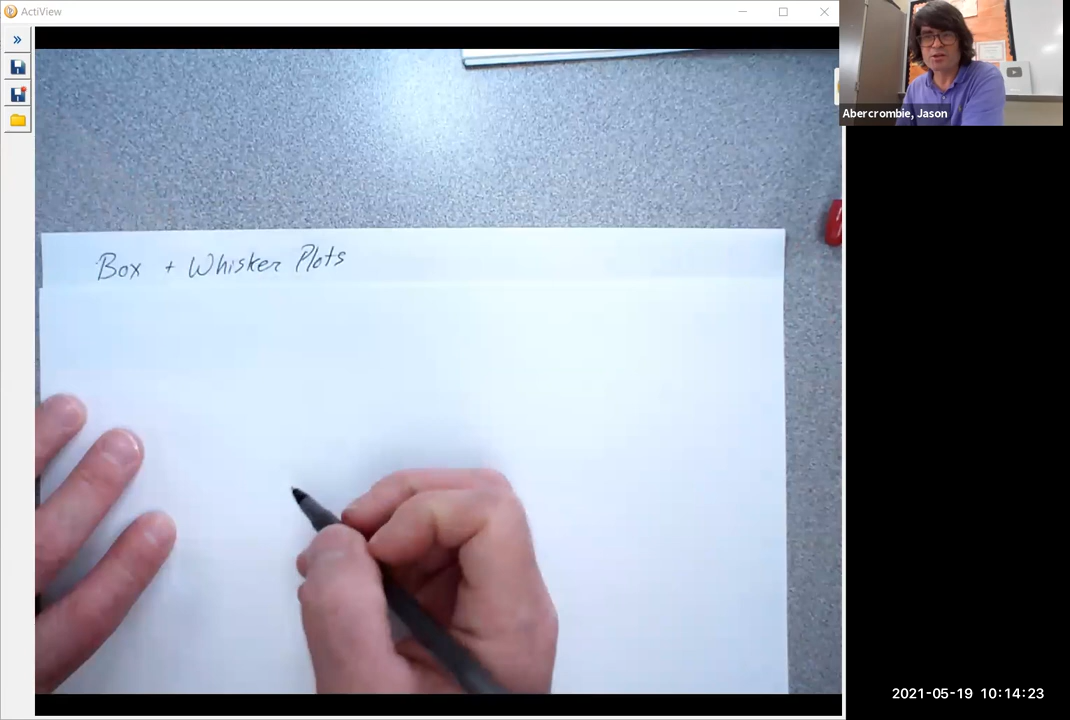 ActiView
Abercrombie, Jason
Box + Whisker Plots
2021-05-19 10:14:23